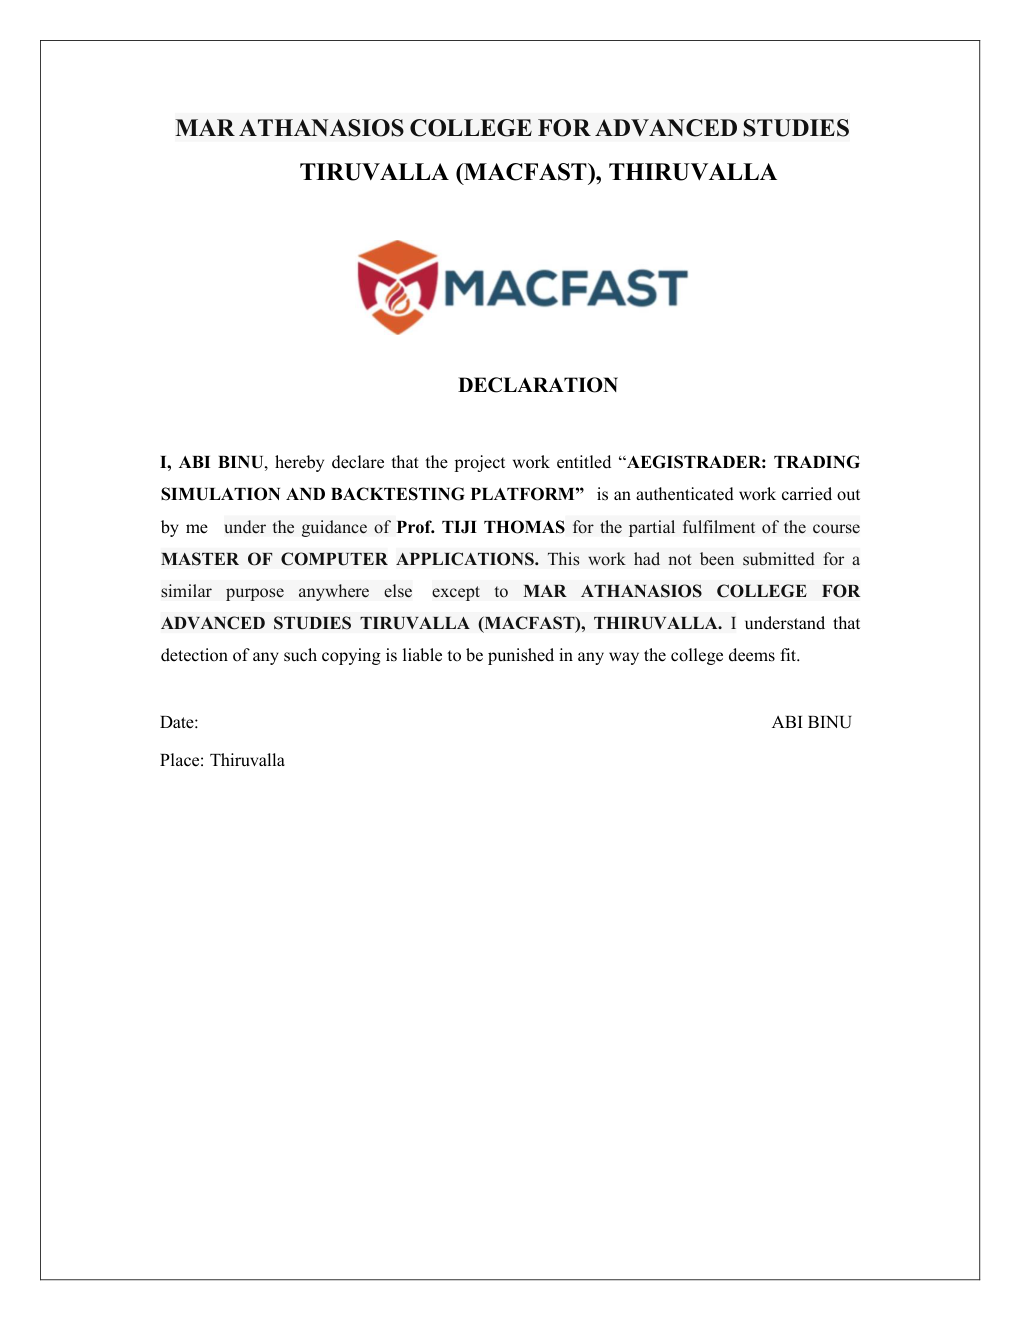 MAR ATHANASIOS COLLEGE FOR ADVANCED STUDIES
TIRUVALLA (MACFAST), THIRUVALLA
MACFAST
DECLARATION
I, ABI BINU, hereby declare that the project work entitled “AEGISTRADER: TRADING
SIMULATION AND BACKTESTING PLATFORM” is an authenticated work carried out
by me under the guidance of Prof. TIJI THOMAS for the partial fulfilment of the course
MASTER OF COMPUTER APPLICATIONS. This work had not been submitted for a
similar purpose anywhere else except to MAR ATHANASIOS COLLEGE FOR
ADVANCED STUDIES TIRUVALLA (MACFAST), THIRUVALLA. I understand that
detection of any such copying is liable to be punished in any way the college deems fit.
Date: ABI BINU
Place: Thiruvalla